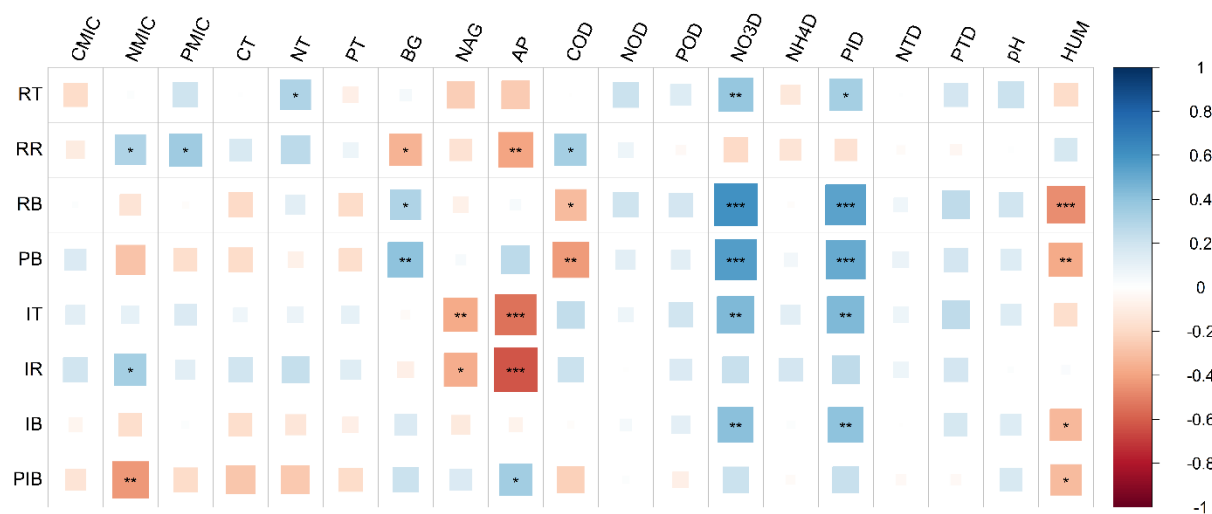 CMIC NMIC PMIC CT NT PT BG NAG AP COD NOD POD NO3D NH4D PID NTD PTD pH HUM
RT * ** *
RR * * * ** *
RB * * *** *** ***
PB ** ** *** *** **
IT ** *** ** **
IR * * ***
IB ** ** *
PIB ** * *
1
0.8
0.6
0.4
0.2
0
-0.2
-0.4
-0.6
-0.8
-1